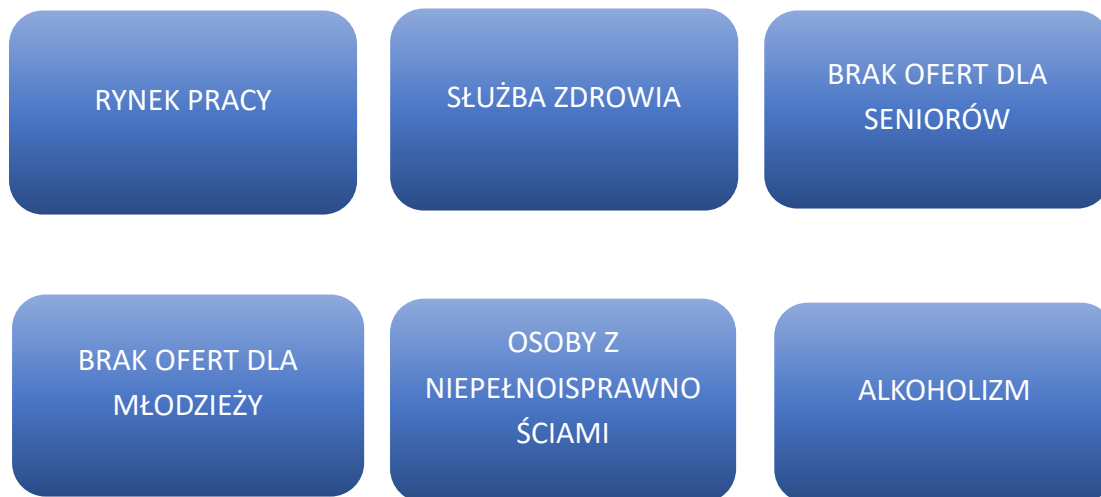 RYNEK PRACY
SŁUŻBA ZDROWIA
BRAK OFERT DLA
SENIORÓW
BRAK OFERT DLA
MŁODZIEŻY
OSOBY Z
NIEPEŁNOISPRAWNO
ŚCIAMI
ALKOHOLIZM